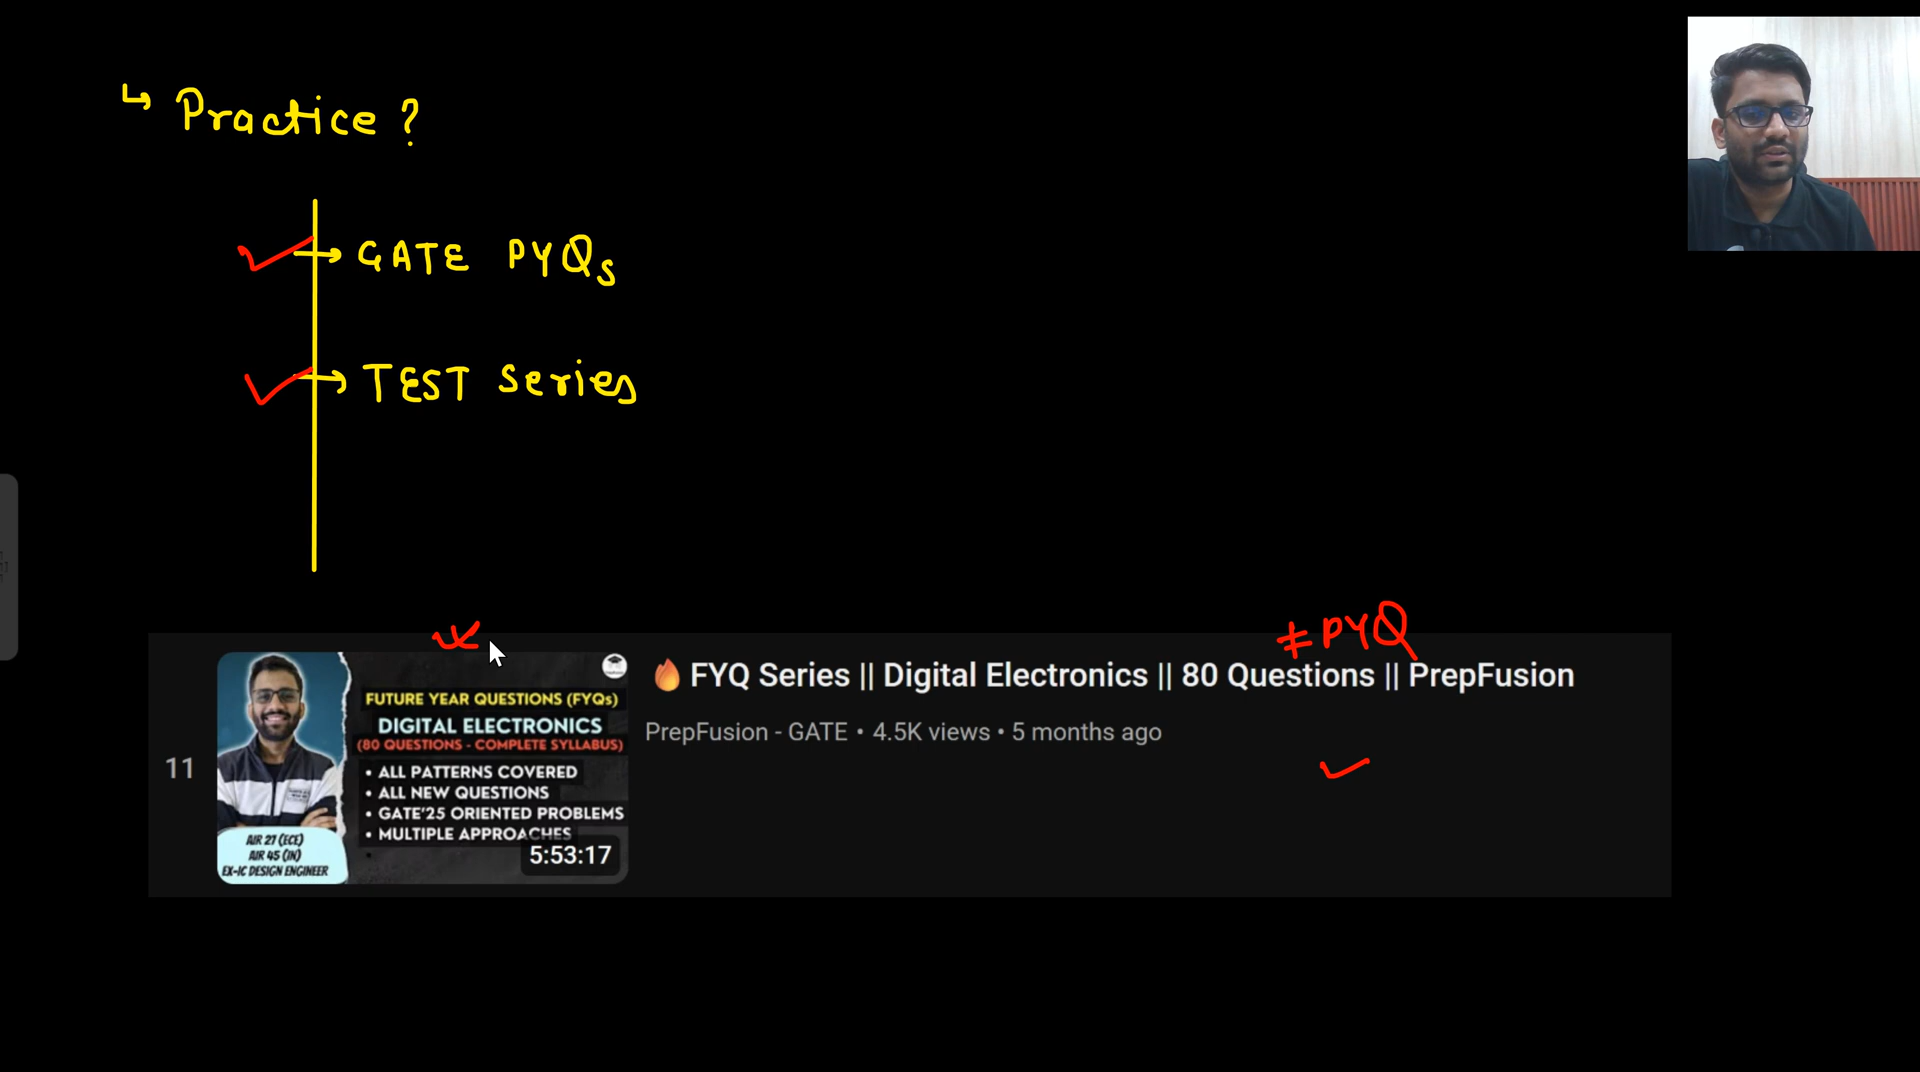 ↳ Practice ?
→ GATE PYQs
→ TEST Series
≠ PYQ
11
FUTURE YEAR QUESTIONS (FYQs)
DIGITAL ELECTRONICS
(80 QUESTIONS - COMPLETE SYLLABUS)
• ALL PATTERNS COVERED
• ALL NEW QUESTIONS
• GATE'25 ORIENTED PROBLEMS
• MULTIPLE APPROACHES
AIR 27 (ECE)
AIR 45 (IN)
EX-IC DESIGN ENGINEER
5:53:17
🔥 FYQ Series || Digital Electronics || 80 Questions || PrepFusion
PrepFusion - GATE • 4.5K views • 5 months ago